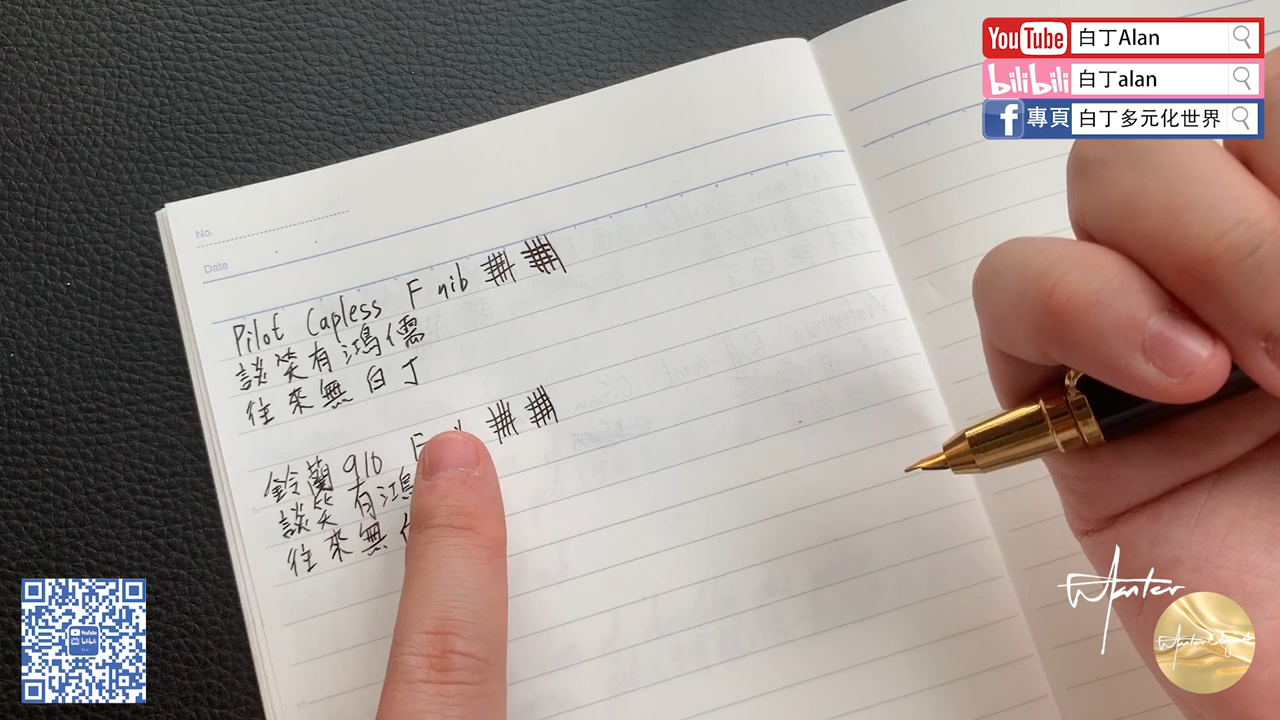 YouTube 白丁Alan
bilibili 白丁alan
f 專頁 白丁多元化世界
No.
Date
Pilot Capless F nib
談笑有鴻儒
往來無白丁
鈴蘭 910 F
談笑有鴻
往來無